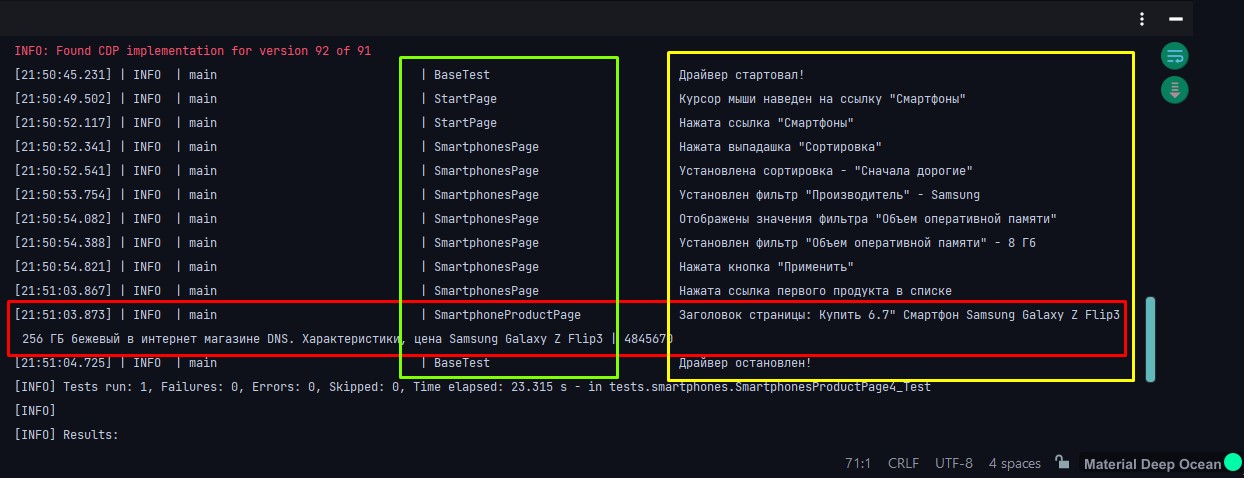 INFO: Found CDP implementation for version 92 of 91
[21:50:45.231] | INFO | main | BaseTest Драйвер стартовал!
[21:50:49.502] | INFO | main | StartPage Курсор мыши наведен на ссылку "Смартфоны"
[21:50:52.117] | INFO | main | StartPage Нажата ссылка "Смартфоны"
[21:50:52.341] | INFO | main | SmartphonesPage Нажата выпадашка "Сортировка"
[21:50:52.541] | INFO | main | SmartphonesPage Установлена сортировка - "Сначала дорогие"
[21:50:53.754] | INFO | main | SmartphonesPage Установлен фильтр "Производитель" - Samsung
[21:50:54.082] | INFO | main | SmartphonesPage Отображены значения фильтра "Объем оперативной памяти"
[21:50:54.388] | INFO | main | SmartphonesPage Установлен фильтр "Объем оперативной памяти" - 8 Гб
[21:50:54.821] | INFO | main | SmartphonesPage Нажата кнопка "Применить"
[21:51:03.867] | INFO | main | SmartphonesPage Нажата ссылка первого продукта в списке
[21:51:03.873] | INFO | main | SmartphoneProductPage Заголовок страницы: Купить 6.7" Смартфон Samsung Galaxy Z Flip3
256 ГБ бежевый в интернет магазине DNS. Характеристики, цена Samsung Galaxy Z Flip3 | 4845670
[21:51:04.725] | INFO | main | BaseTest Драйвер остановлен!
[INFO] Tests run: 1, Failures: 0, Errors: 0, Skipped: 0, Time elapsed: 23.315 s - in tests.smartphones.SmartphonesProductPage4_Test
[INFO]
[INFO] Results:
71:1 CRLF UTF-8 4 spaces Material Deep Ocean